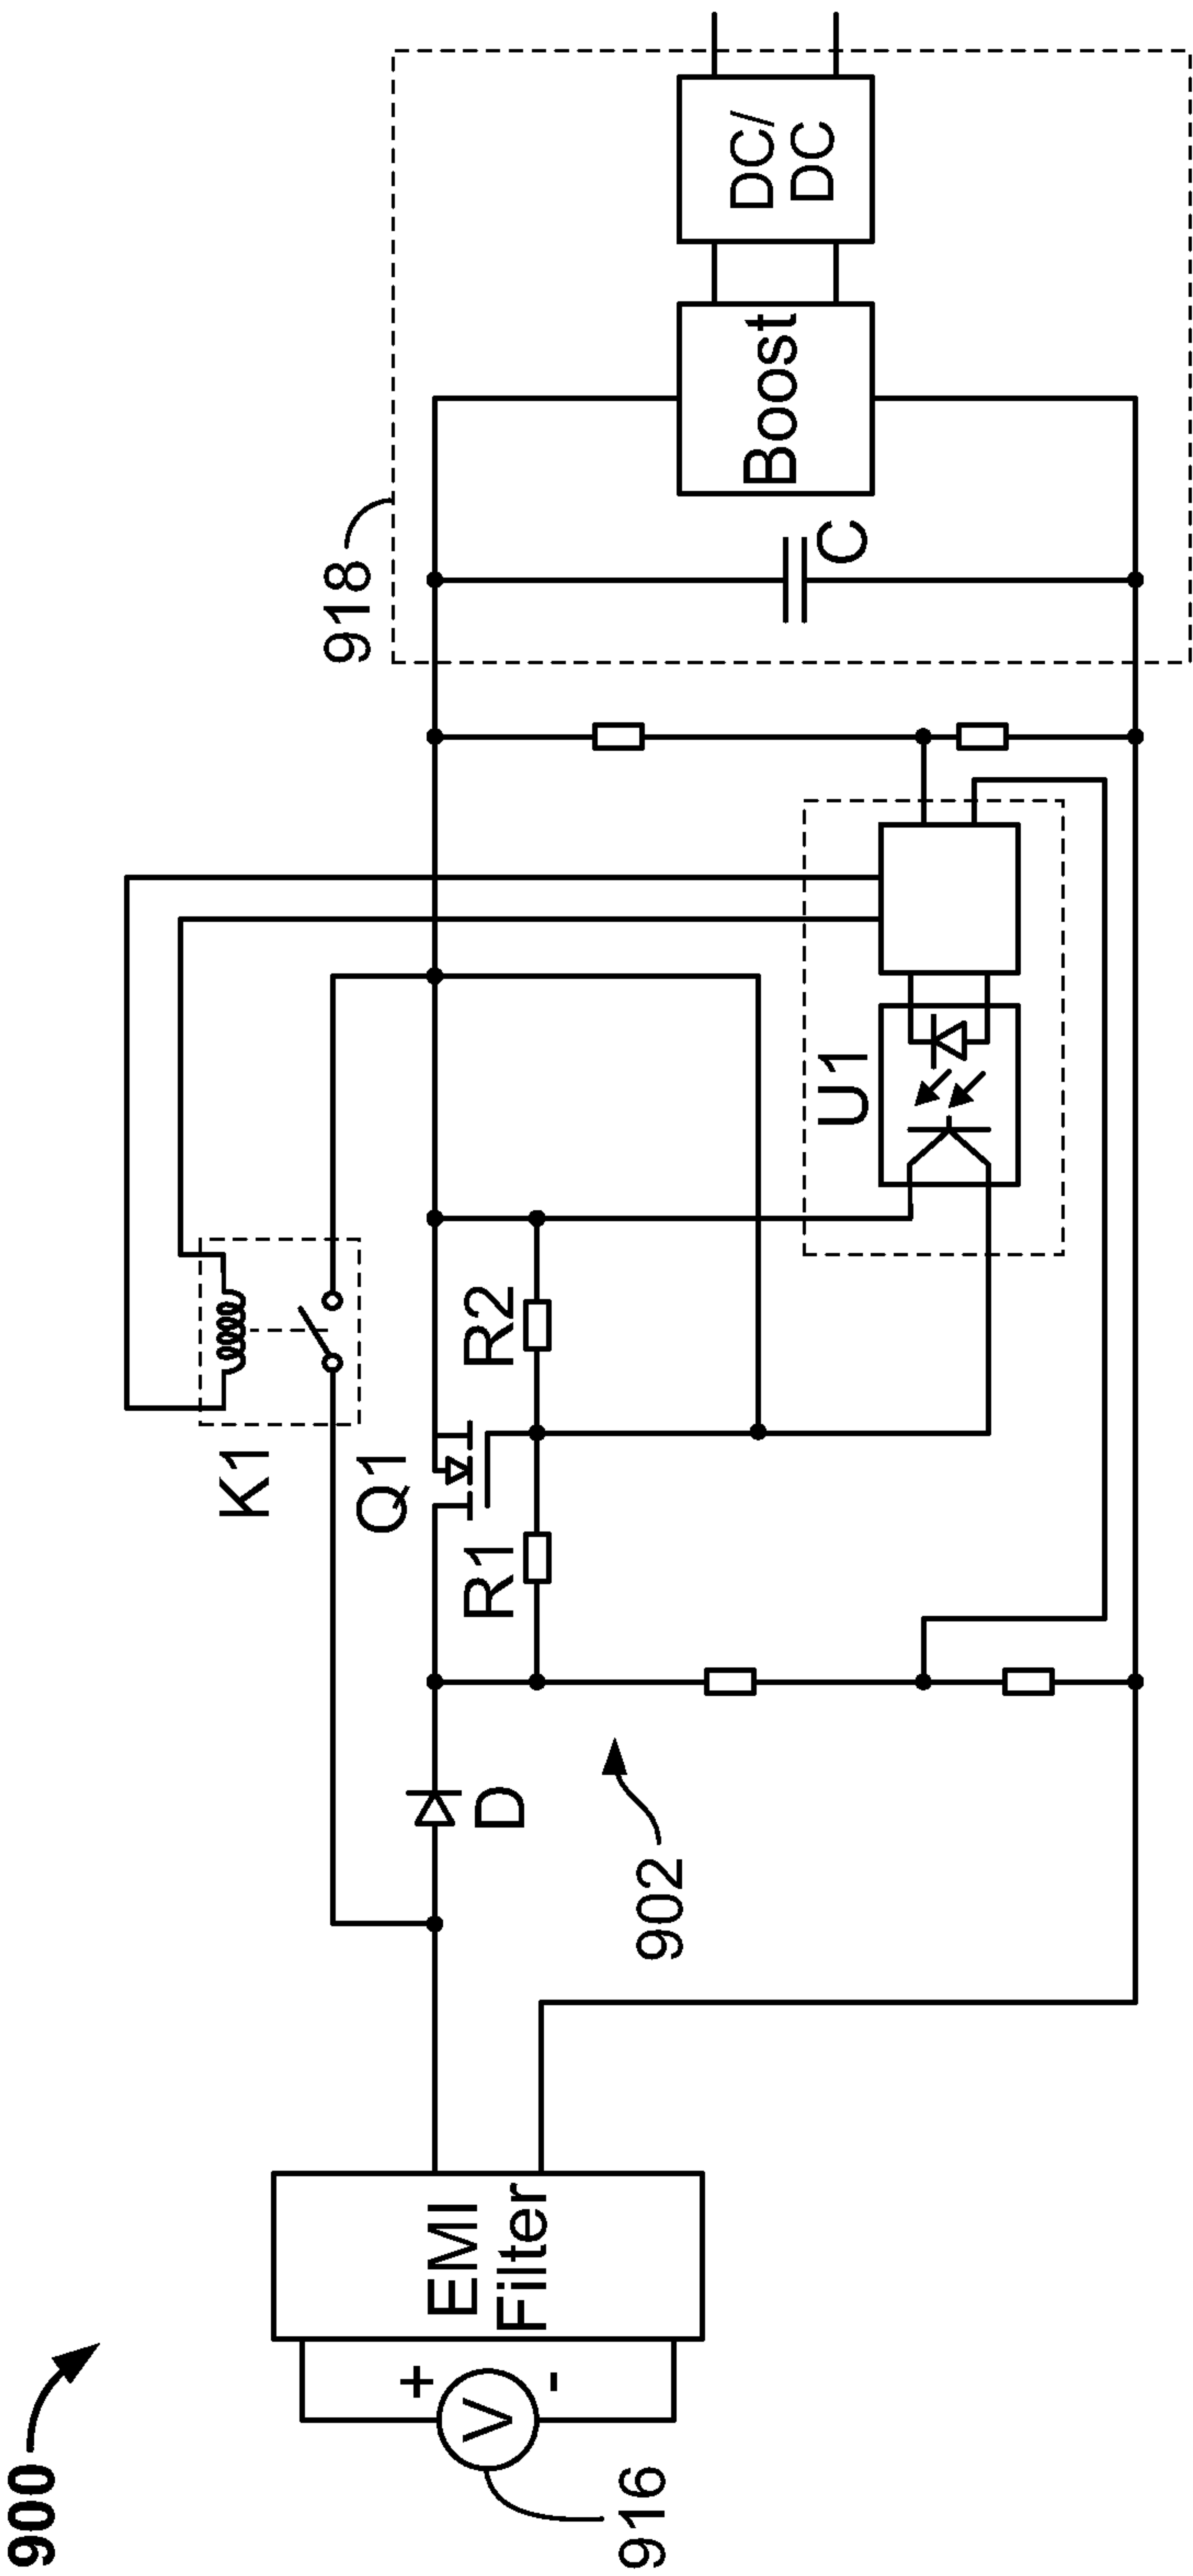 900
916
V
+
-
EMI
Filter
902
D
K1
Q1
R1
R2
U1
918
C
Boost
DC/
DC